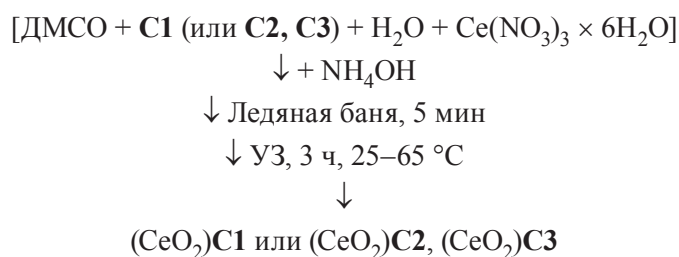 [ДМСО + C1 (или C2, C3) + H₂O + Ce(NO₃)₃ × 6H₂O]
↓ + NH₄OH
↓ Ледяная баня, 5 мин
↓ УЗ, 3 ч, 25–65 °C
↓
(CeO₂)C1 или (CeO₂)C2, (CeO₂)C3